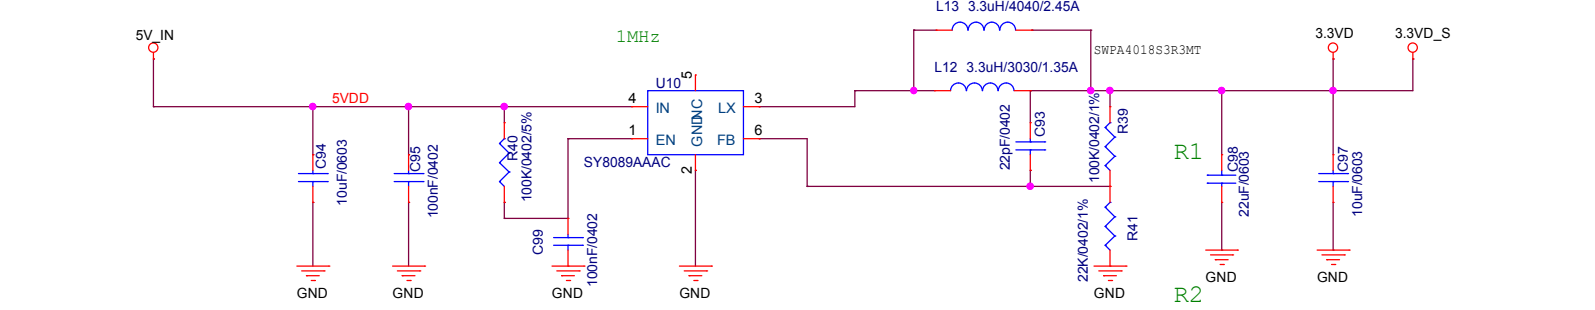 L13 3.3uH/4040/2.45A
5V_IN
1MHz
3.3VD
3.3VD_S
SWPA4018S3R3MT
L12 3.3uH/3030/1.35A
U10
5
5VDD
4
IN
NC
LX
3
1
EN
GND
FB
6
SY8089AAAC
2
C94
10uF/0603
C95
100nF/0402
R40
100K/0402/5%
C99
100nF/0402
C93
22pF/0402
R39
100K/0402/1%
R1
C98
22uF/0603
C97
10uF/0603
R41
22K/0402/1%
R2
GND
GND
GND
GND
GND
GND
GND